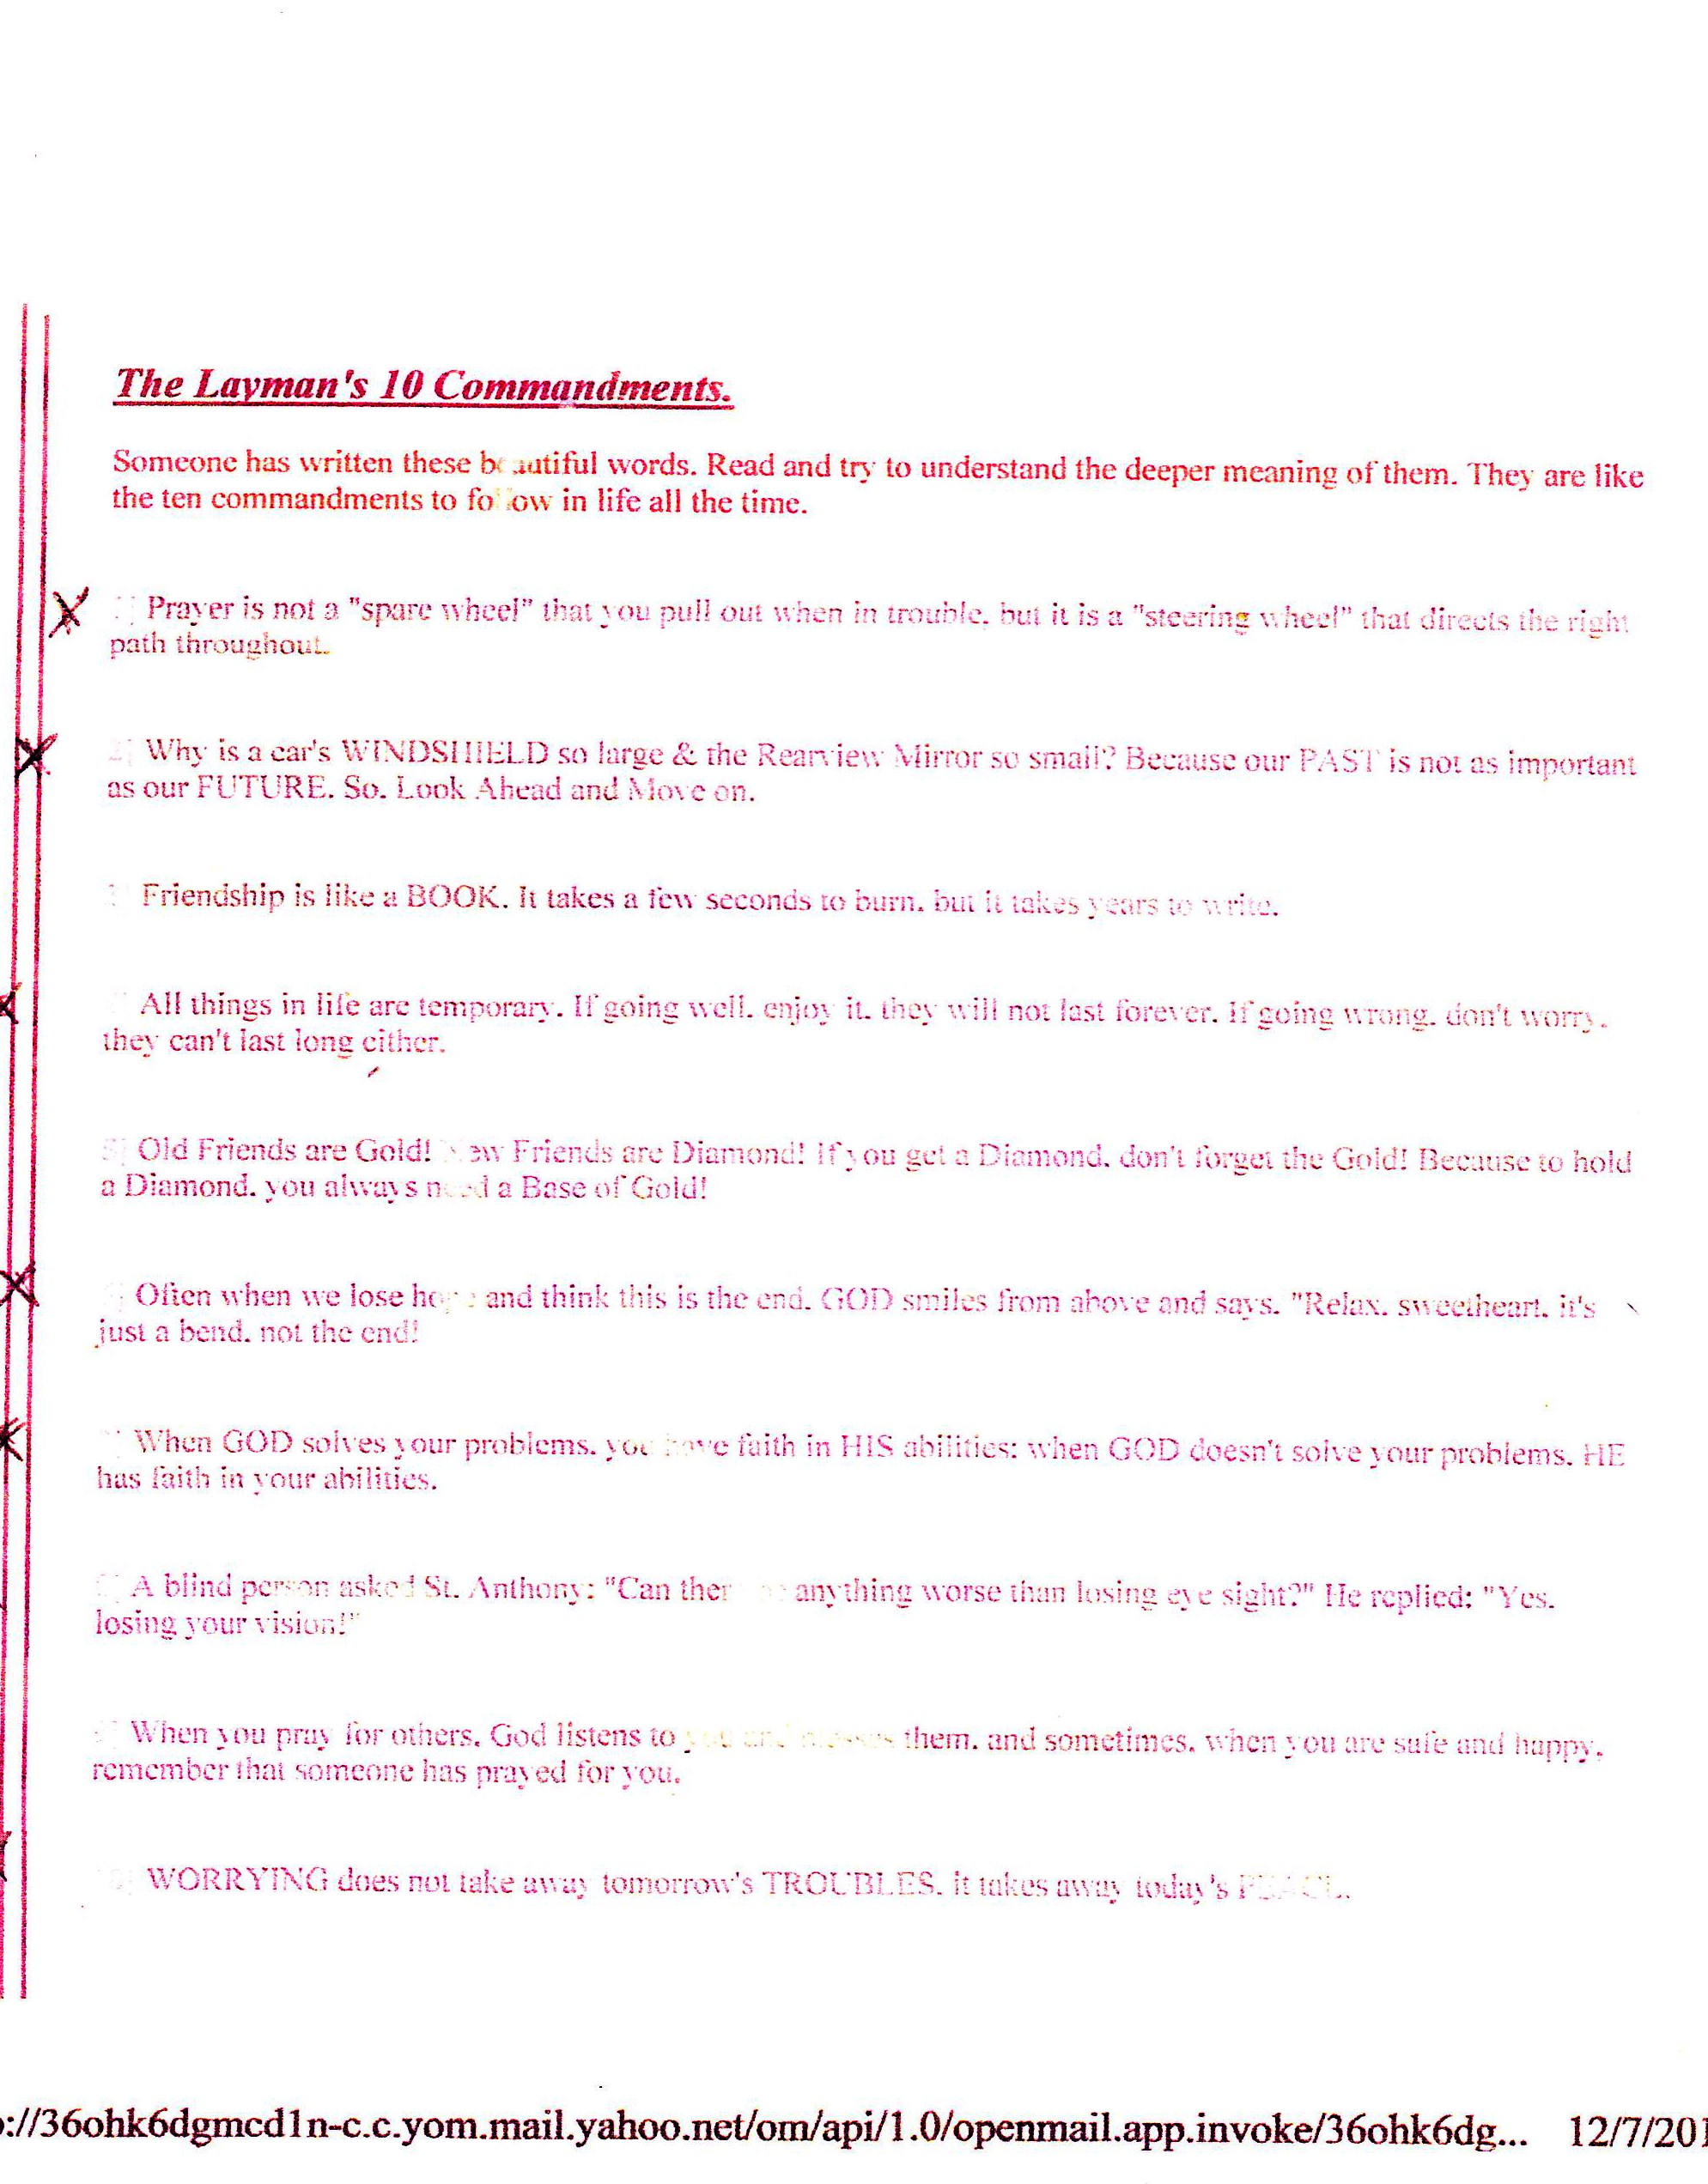 The Layman's 10 Commandments.
Someone has written these beautiful words. Read and try to understand the deeper meaning of them. They are like
the ten commandments to follow in life all the time.
1] Prayer is not a "spare wheel" that you pull out when in trouble, but it is a "steering wheel" that directs the right
path throughout.
2] Why is a car's WINDSHIELD so large & the Rearview Mirror so small? Because our PAST is not as important
as our FUTURE. So, Look Ahead and Move on.
3] Friendship is like a BOOK. It takes a few seconds to burn, but it takes years to write.
All things in life are temporary. If going well, enjoy it, they will not last forever. If going wrong, don't worry,
they can't last long either.
5] Old Friends are Gold! New Friends are Diamond! If you get a Diamond, don't forget the Gold! Because to hold
a Diamond, you always need a Base of Gold!
Often when we lose hope and think this is the end, GOD smiles from above and says, "Relax, sweetheart, it's
just a bend, not the end!
When GOD solves your problems, you have faith in HIS abilities; when GOD doesn't solve your problems, HE
has faith in your abilities.
A blind person asked St. Anthony: "Can there be anything worse than losing eye sight?" He replied: "Yes,
losing your vision!"
When you pray for others, God listens to you and blesses them, and sometimes, when you are safe and happy,
remember that someone has prayed for you.
WORRYING does not take away tomorrow's TROUBLES, it takes away today's PEACE.
://36ohk6dgmcd1n-c.c.yom.mail.yahoo.net/om/api/1.0/openmail.app.invoke/36ohk6dg... 12/7/201